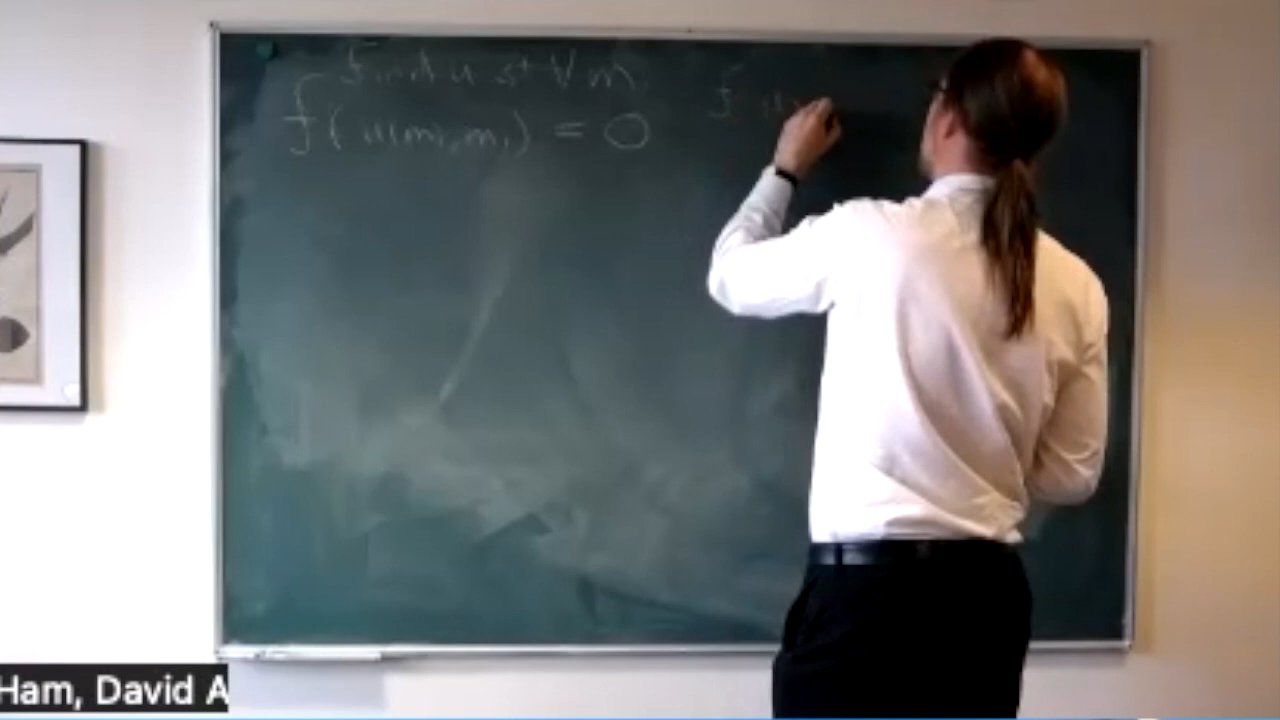 Find u st ∀ m,
f(u(m), m) = 0
f u
Ham, David A